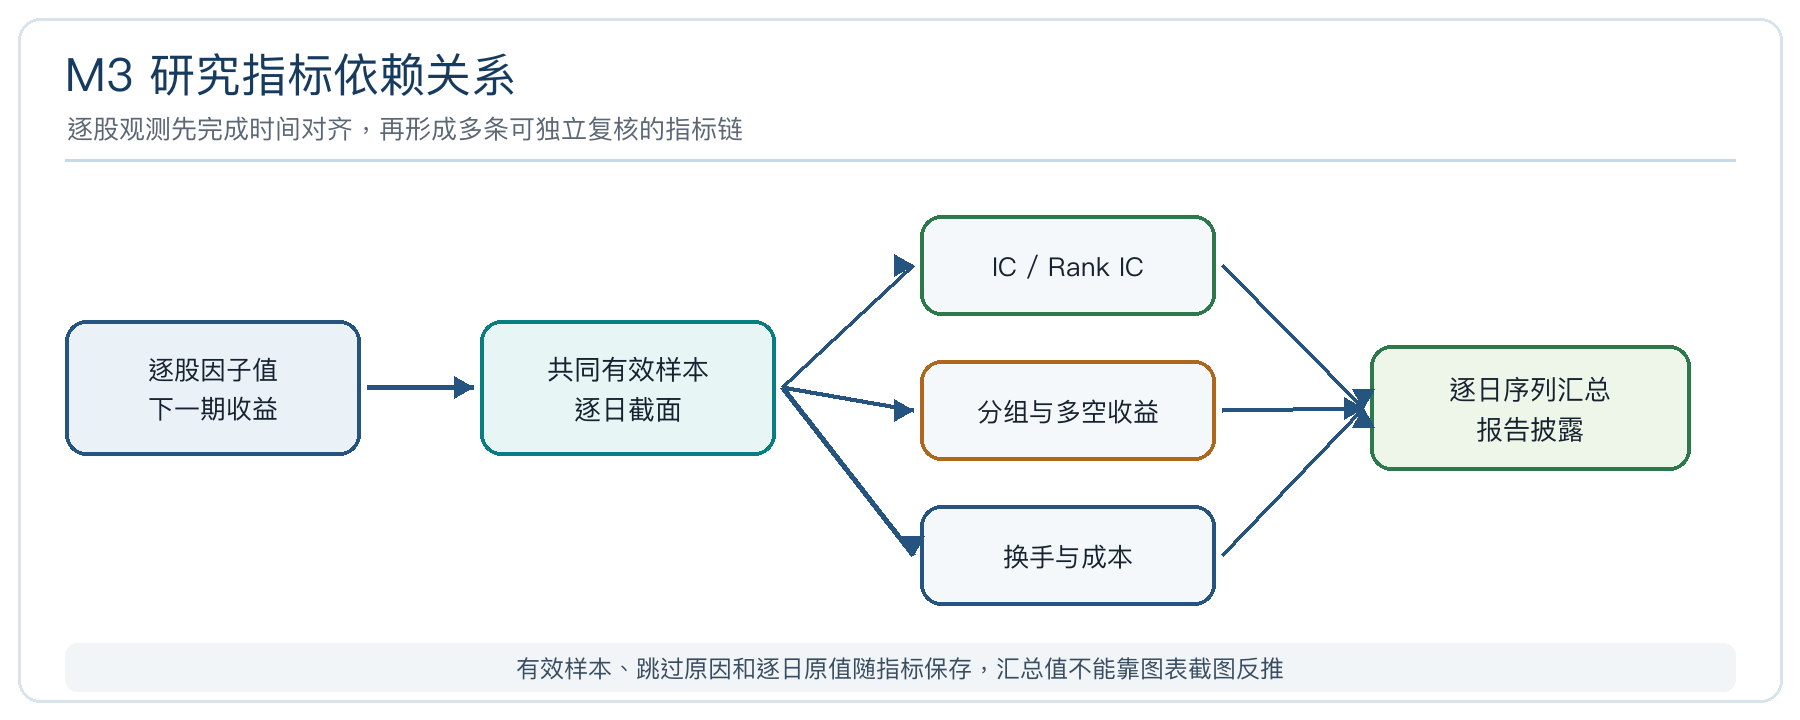 M3 研究指标依赖关系
逐股观测先完成时间对齐，再形成多条可独立复核的指标链
逐股因子值
下一期收益
共同有效样本
逐日截面
IC / Rank IC
分组与多空收益
换手与成本
逐日序列汇总
报告披露
有效样本、跳过原因和逐日原值随指标保存，汇总值不能靠图表截图反推